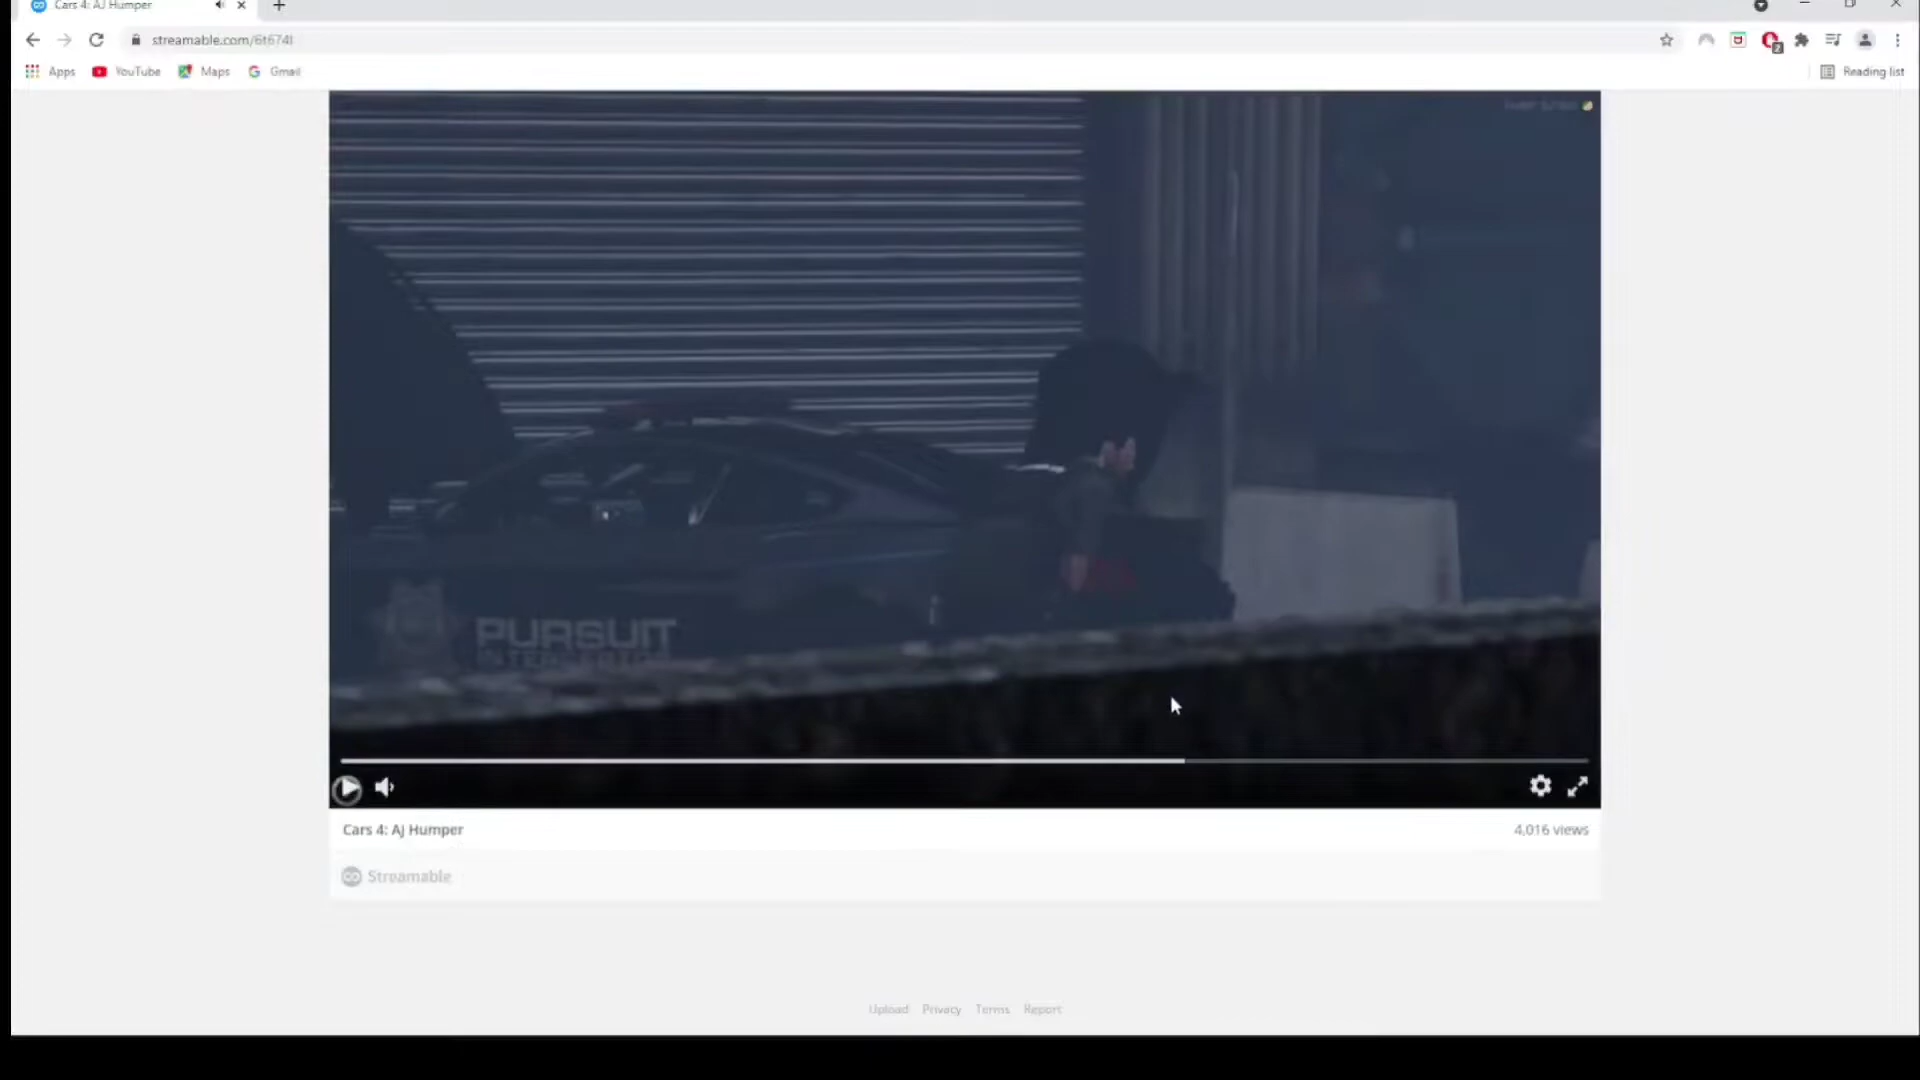 Cars 4: AJ Humper
streamable.com/6t674l
Apps
YouTube
Maps
Gmail
Reading list
PURSUIT
INTERCEPTOR
Cars 4: Aj Humper
4,016 views
Streamable
Upload Privacy Terms Report